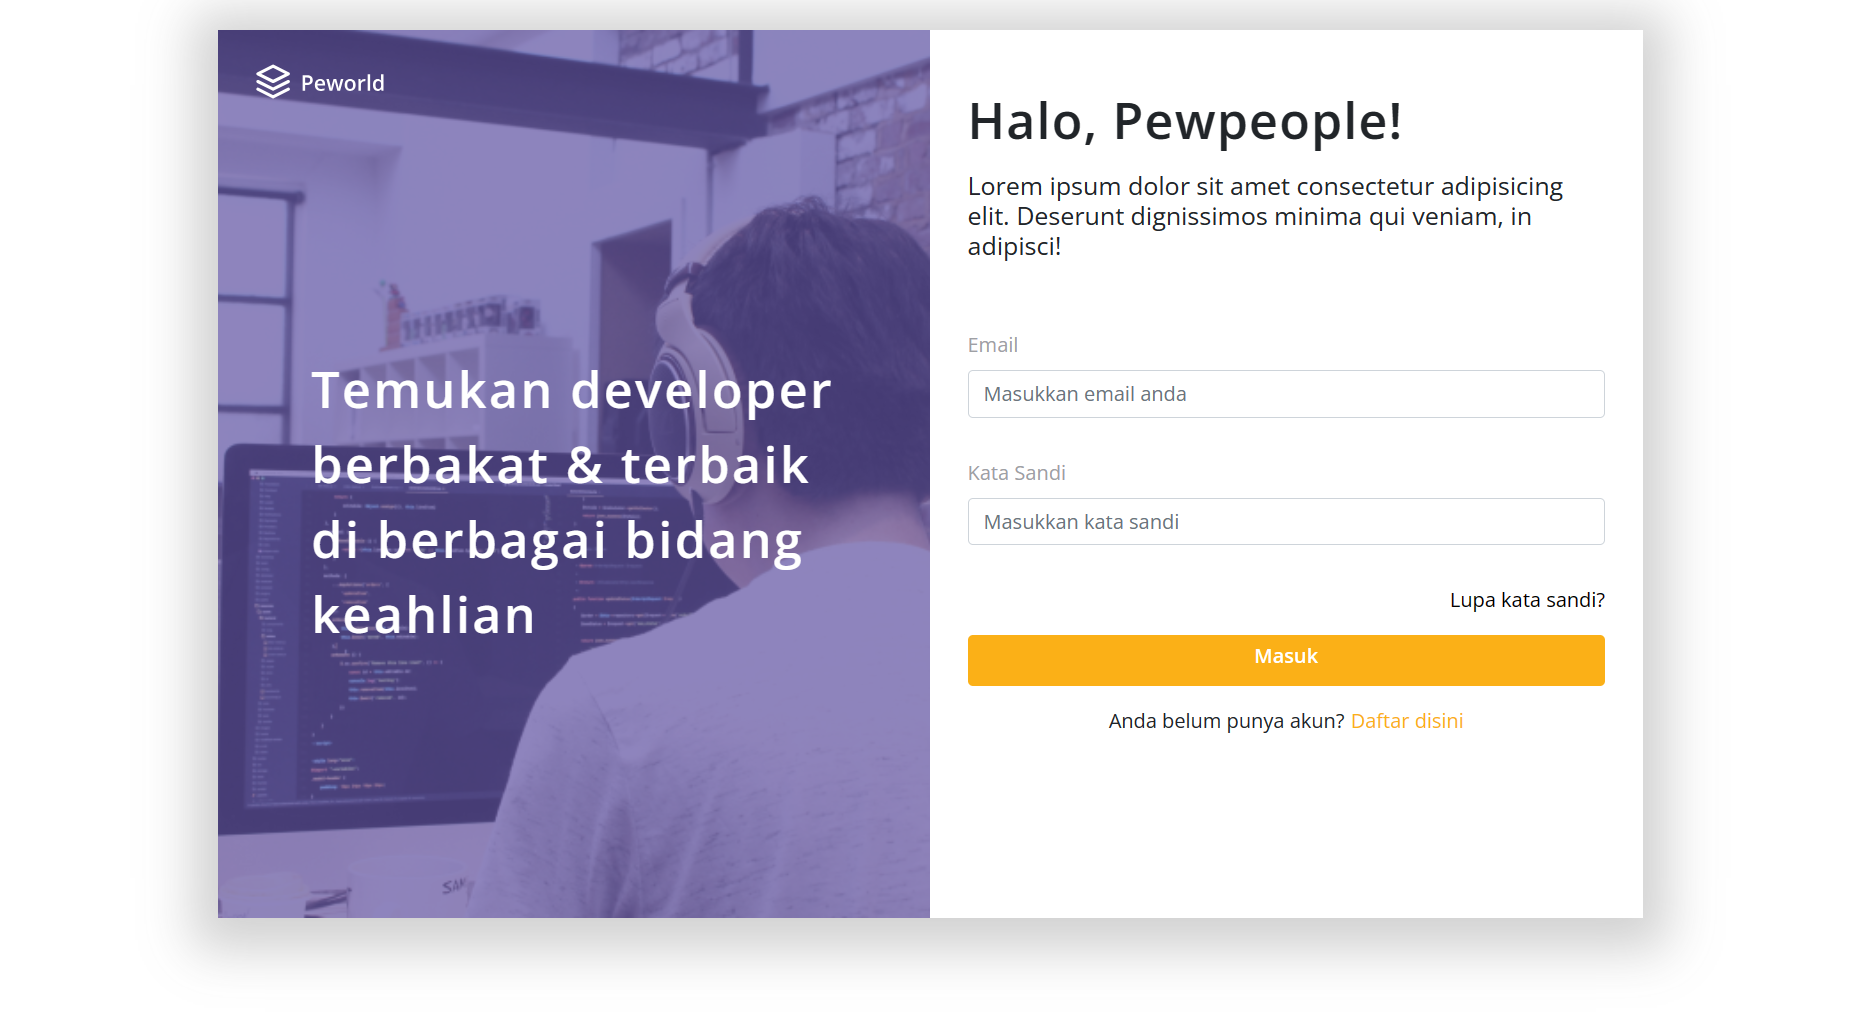 Peworld
Temukan developer
berbakat & terbaik
di berbagai bidang
keahlian
Halo, Pewpeople!
Lorem ipsum dolor sit amet consectetur adipisicing
elit. Deserunt dignissimos minima qui veniam, in
adipisci!
Email
Masukkan email anda
Kata Sandi
Masukkan kata sandi
Lupa kata sandi?
Masuk
Anda belum punya akun? Daftar disini